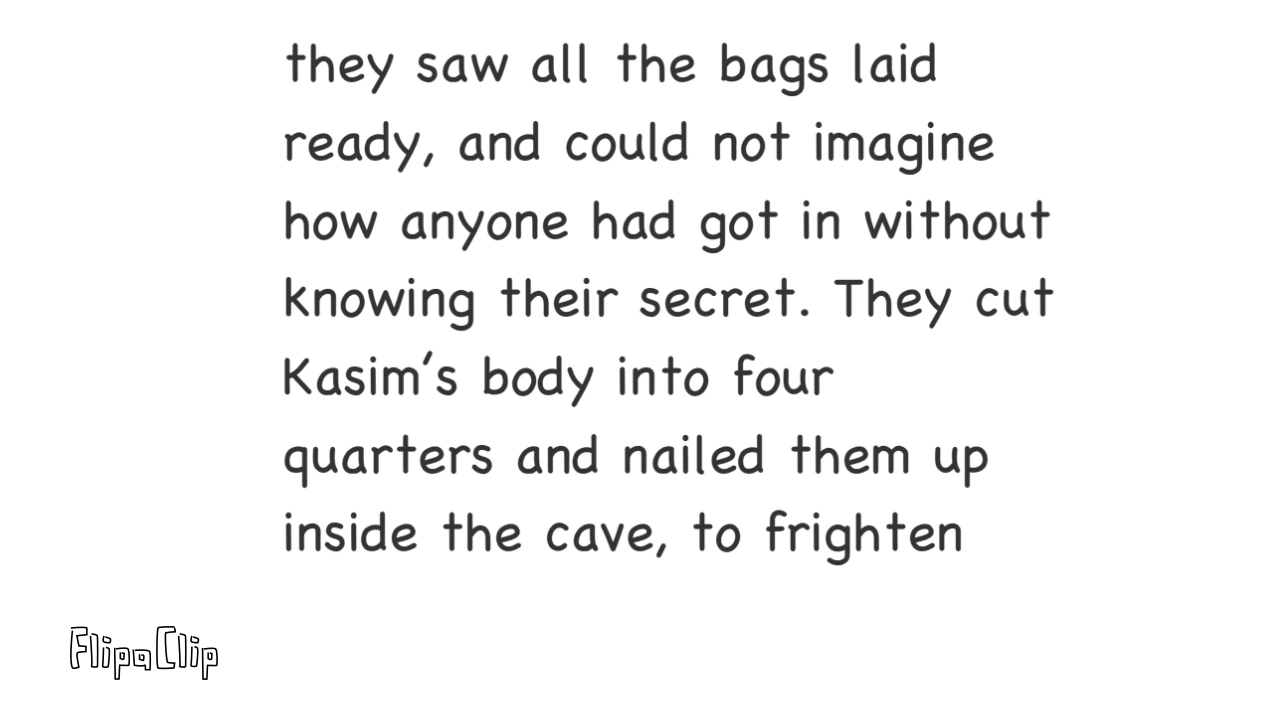 they saw all the bags laid
ready, and could not imagine
how anyone had got in without
knowing their secret. They cut
Kasim’s body into four
quarters and nailed them up
inside the cave, to frighten
FlipaClip